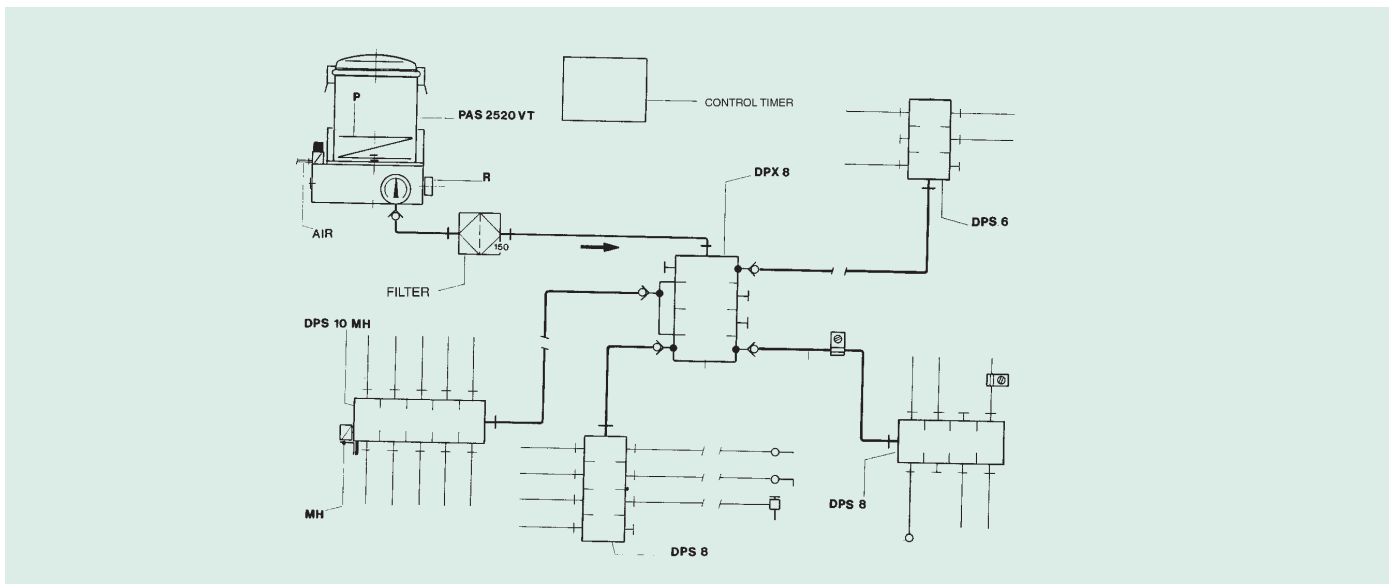 P
PAS 2520 VT
CONTROL TIMER
R
DPX 8
DPS 6
AIR
150
FILTER
DPS 10 MH
MH
DPS 8
DPS 8